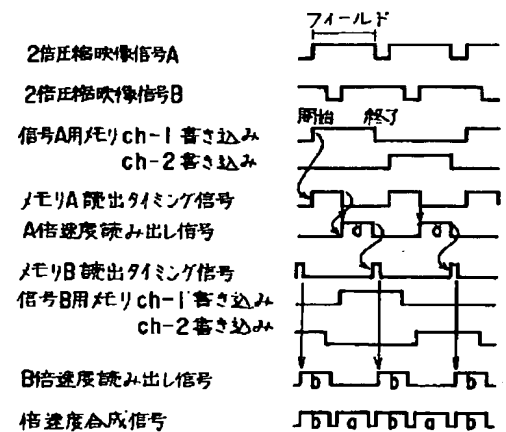 フィールド
2倍圧縮映像信号A
2倍圧縮映像信号B
開始 終了
信号A用メモリch-1書き込み
ch-2書き込み
メモリA読出タイミング信号
A倍速度読み出し信号 a a
メモリB読出タイミング信号
信号B用メモリch-1書き込み
ch-2書き込み
B倍速度読み出し信号 b b b
倍速度合成信号 b a b a b